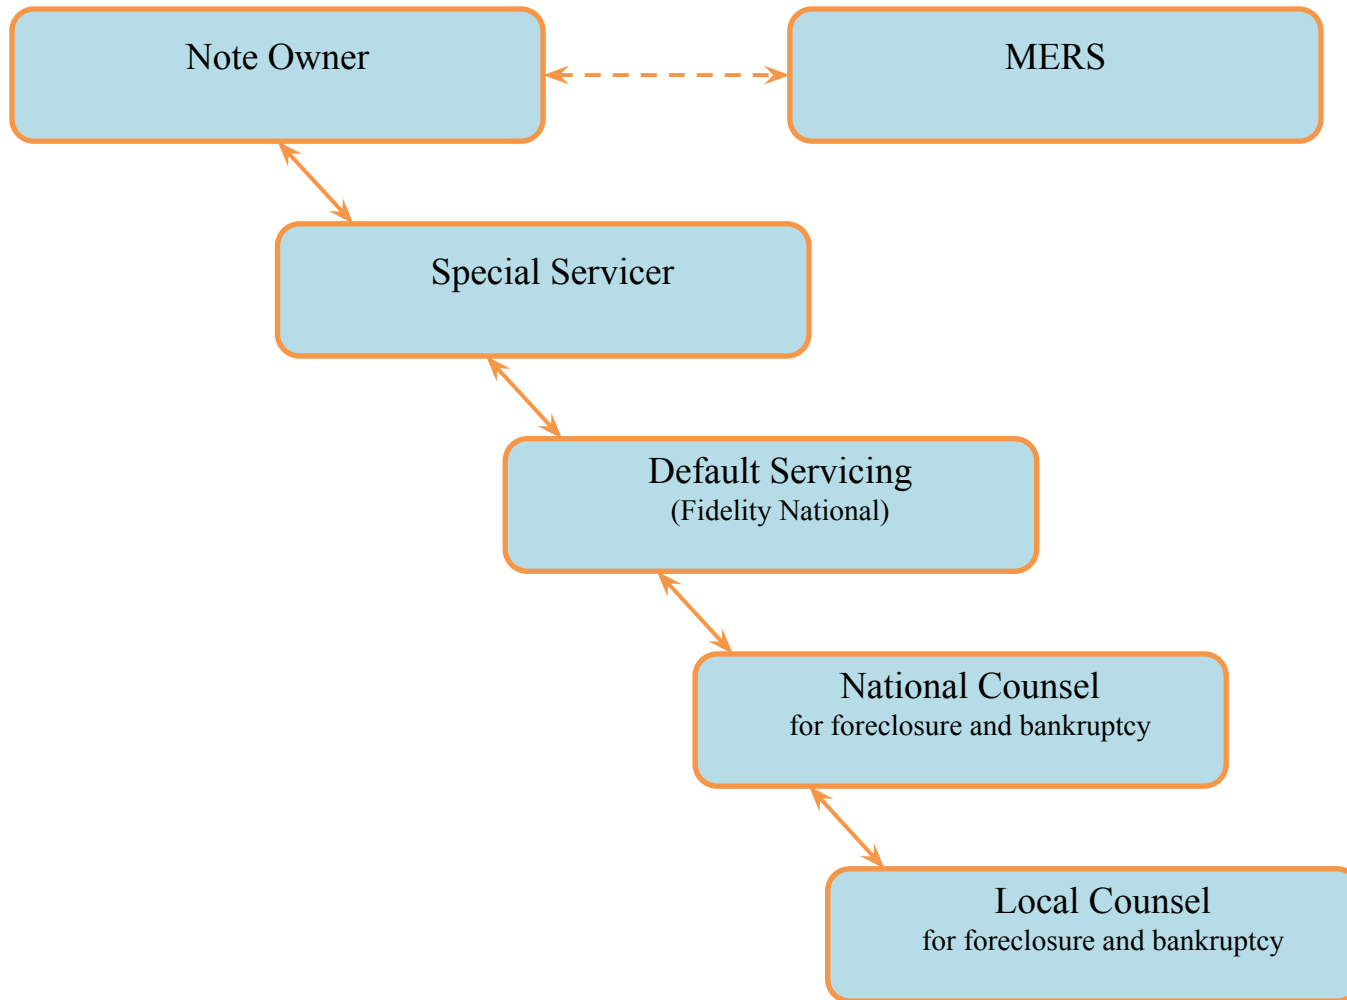 Note Owner
MERS
Special Servicer
Default Servicing
(Fidelity National)
National Counsel
for foreclosure and bankruptcy
Local Counsel
for foreclosure and bankruptcy